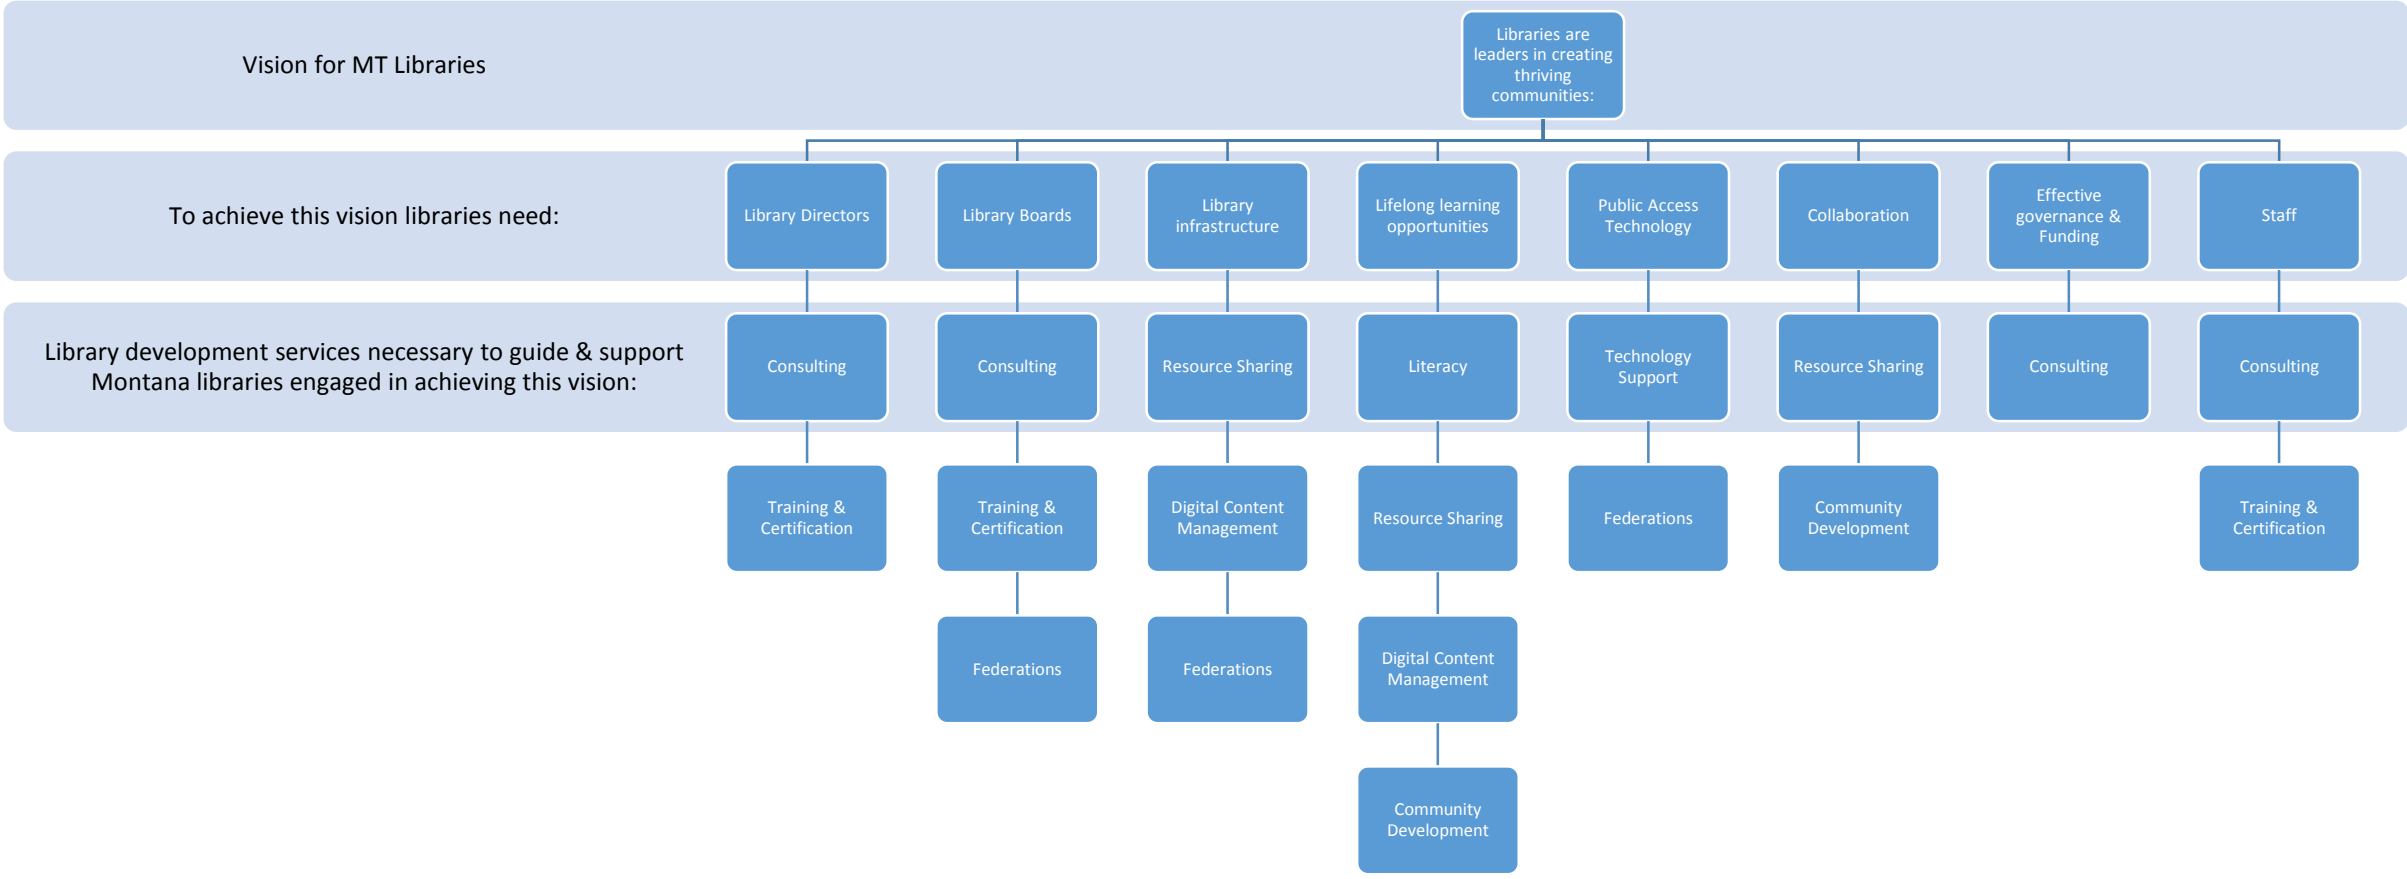 Vision for MT Libraries
Libraries are
leaders in creating
thriving
communities:
To achieve this vision libraries need:
Library Directors
Library Boards
Library
infrastructure
Lifelong learning
opportunities
Public Access
Technology
Collaboration
Effective
governance &
Funding
Staff
Library development services necessary to guide & support
Montana libraries engaged in achieving this vision:
Consulting
Consulting
Resource Sharing
Literacy
Technology
Support
Resource Sharing
Consulting
Consulting
Training &
Certification
Training &
Certification
Digital Content
Management
Resource Sharing
Federations
Community
Development
Training &
Certification
Federations
Federations
Digital Content
Management
Community
Development